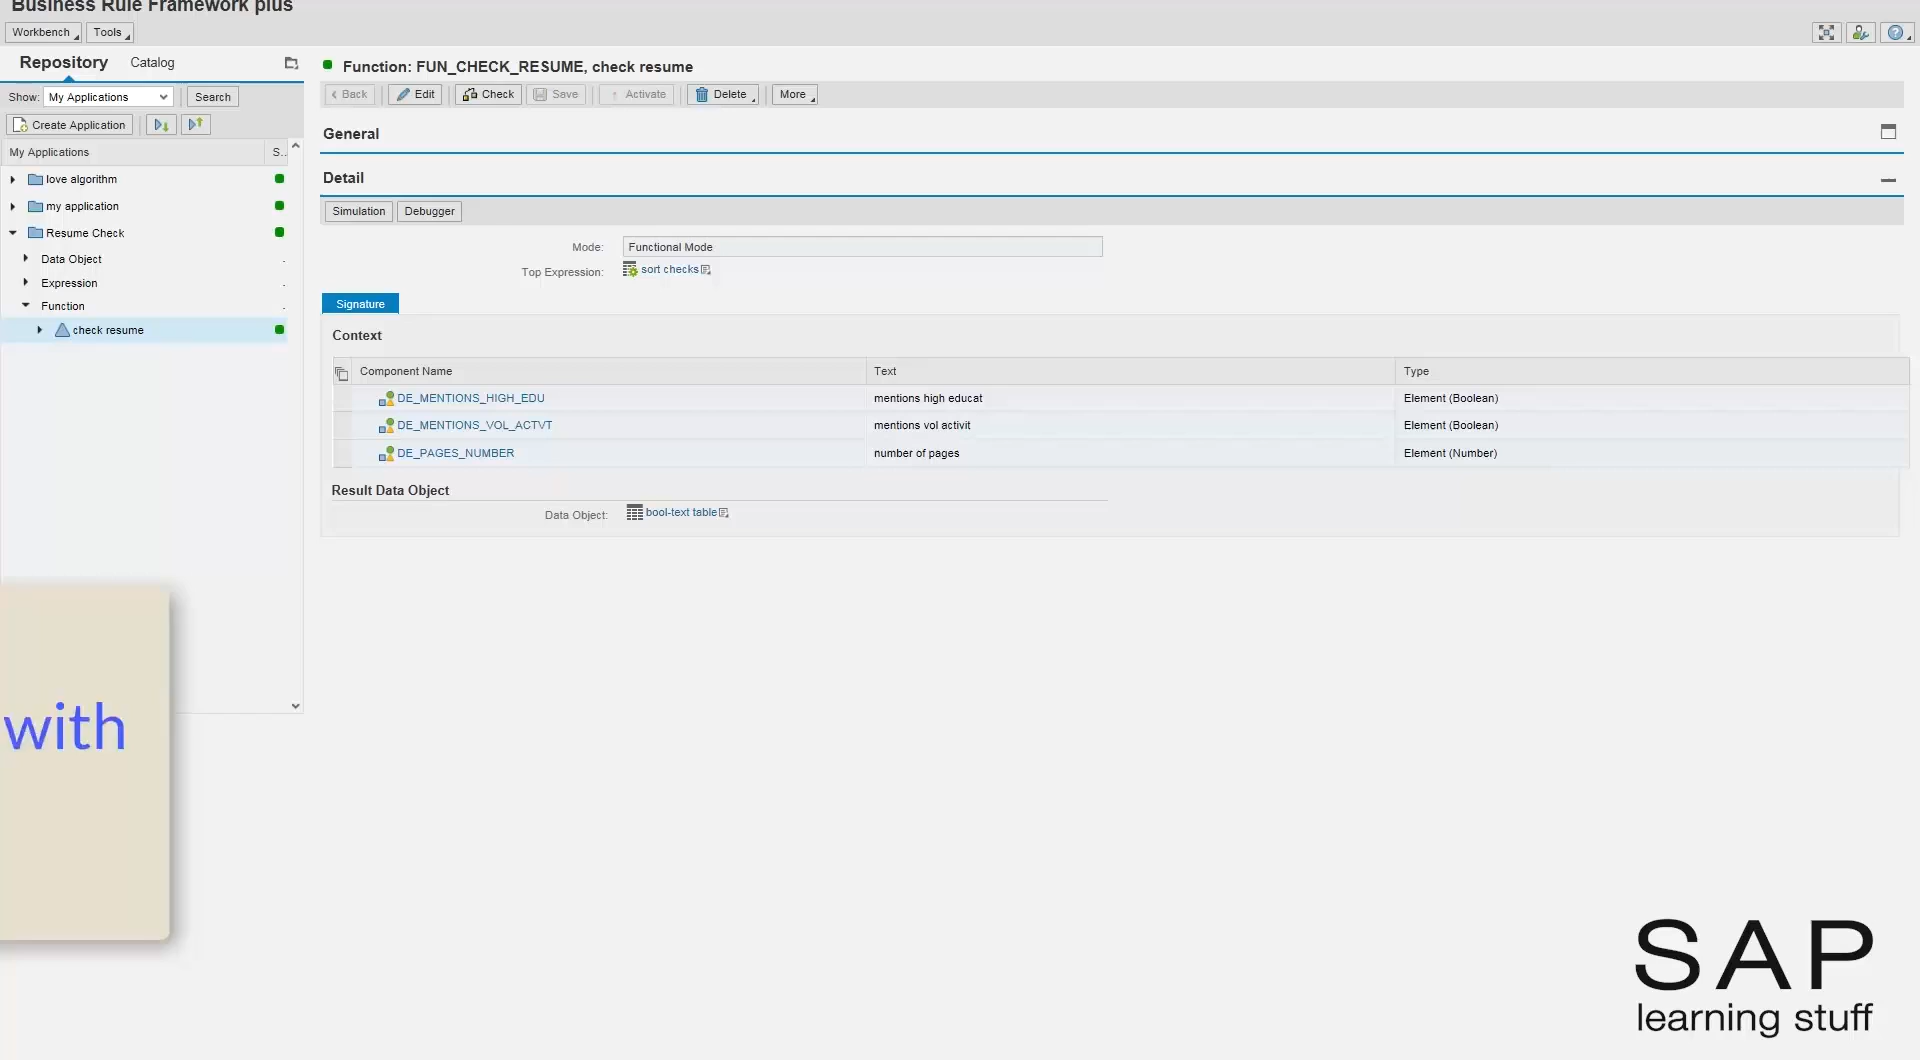 Business Rule Framework plus
Workbench Tools
Repository Catalog
Show: My Applications Search
Create Application
My Applications S..
love algorithm
my application
Resume Check
Data Object .
Expression .
Function .
check resume
Function: FUN_CHECK_RESUME, check resume
Back Edit Check Save Activate Delete More
General
Detail
Simulation Debugger
Mode: Functional Mode
Top Expression: sort checks
Signature
Context
Component Name Text Type
DE_MENTIONS_HIGH_EDU mentions high educat Element (Boolean)
DE_MENTIONS_VOL_ACTVT mentions vol activit Element (Boolean)
DE_PAGES_NUMBER number of pages Element (Number)
Result Data Object
Data Object: bool-text table
with
SAP
learning stuff